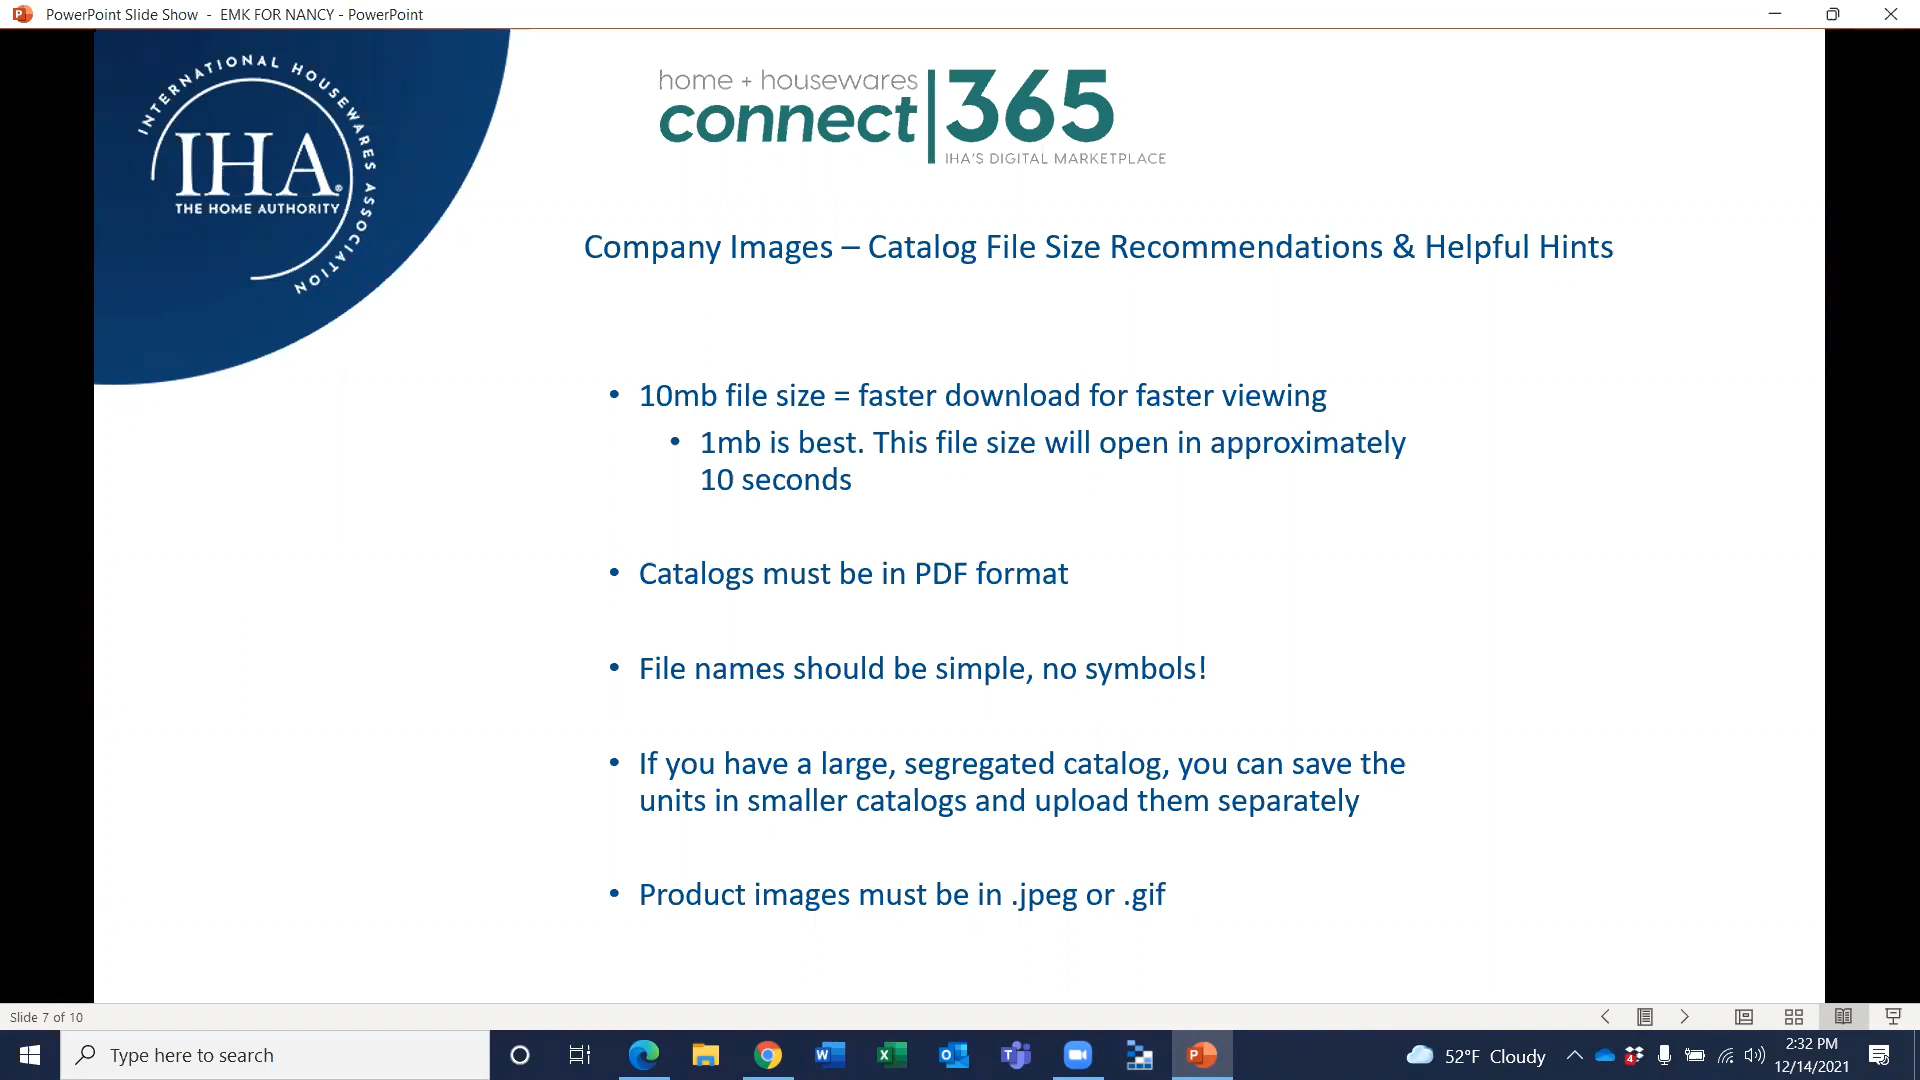 PowerPoint Slide Show - EMK FOR NANCY - PowerPoint
INTERNATIONAL HOUSEWARES ASSOCIATION
IHA®
THE HOME AUTHORITY
home + housewares
connect
365
IHA'S DIGITAL MARKETPLACE
Company Images – Catalog File Size Recommendations & Helpful Hints
• 10mb file size = faster download for faster viewing
• 1mb is best. This file size will open in approximately
10 seconds
• Catalogs must be in PDF format
• File names should be simple, no symbols!
• If you have a large, segregated catalog, you can save the
units in smaller catalogs and upload them separately
• Product images must be in .jpeg or .gif
Slide 7 of 10
Type here to search
52°F Cloudy
4
2:32 PM
12/14/2021